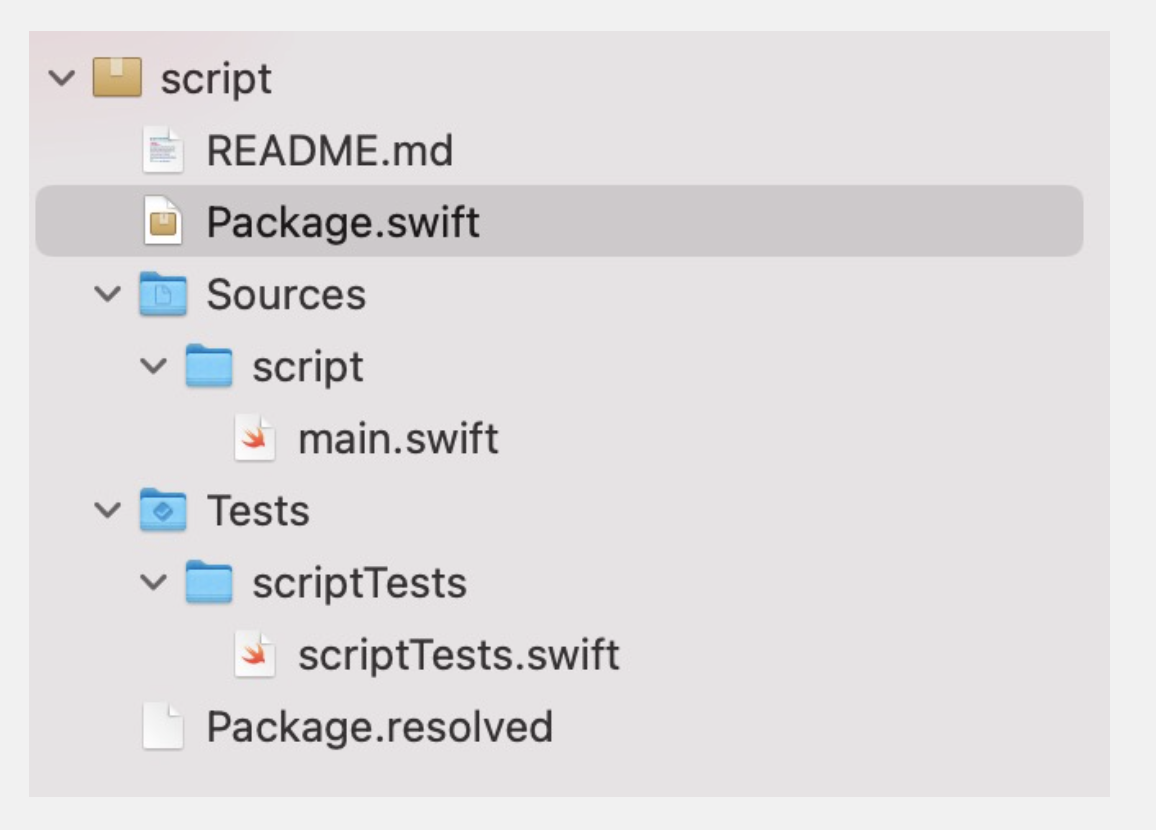 script
README.md
Package.swift
Sources
script
main.swift
Tests
scriptTests
scriptTests.swift
Package.resolved